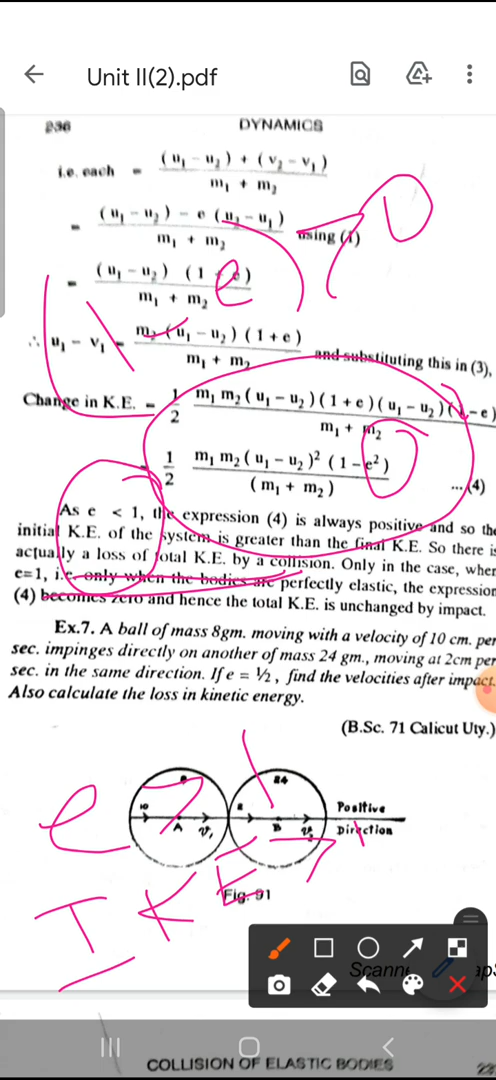 Unit II(2).pdf
236 DYNAMICS
i.e. each = (u₁ − u₂) + (v₂ − v₁) / m₁ + m₂
= (u₁ − u₂) − e (u₂ − u₁) / m₁ + m₂ using (1)
= (u₁ − u₂) (1 + e) / m₁ + m₂
∴ u₁ − v₁ = m₂ (u₁ − u₂) (1 + e) / m₁ + m₂ and substituting this in (3),
Change in K.E. = 1/2 m₁ m₂ (u₁ − u₂) (1 + e) (u₁ − u₂) (1 − e) / m₁ + m₂
1/2 m₁ m₂ (u₁ − u₂)² (1 − e²) / (m₁ + m₂) ...(4)
As e < 1, the expression (4) is always positive and so the
initial K.E. of the system is greater than the final K.E. So there is
actually a loss of total K.E. by a collision. Only in the case, when
e=1, i.e. only when the bodies are perfectly elastic, the expression
(4) becomes zero and hence the total K.E. is unchanged by impact.
Ex.7. A ball of mass 8gm. moving with a velocity of 10 cm. per
sec. impinges directly on another of mass 24 gm., moving at 2cm per
sec. in the same direction. If e = ½, find the velocities after impact.
Also calculate the loss in kinetic energy.
(B.Sc. 71 Calicut Uty.)
24
10 2 Positive
A v₁ B v₂ Direction
Fig. 91
e
I K E
COLLISION OF ELASTIC BODIES